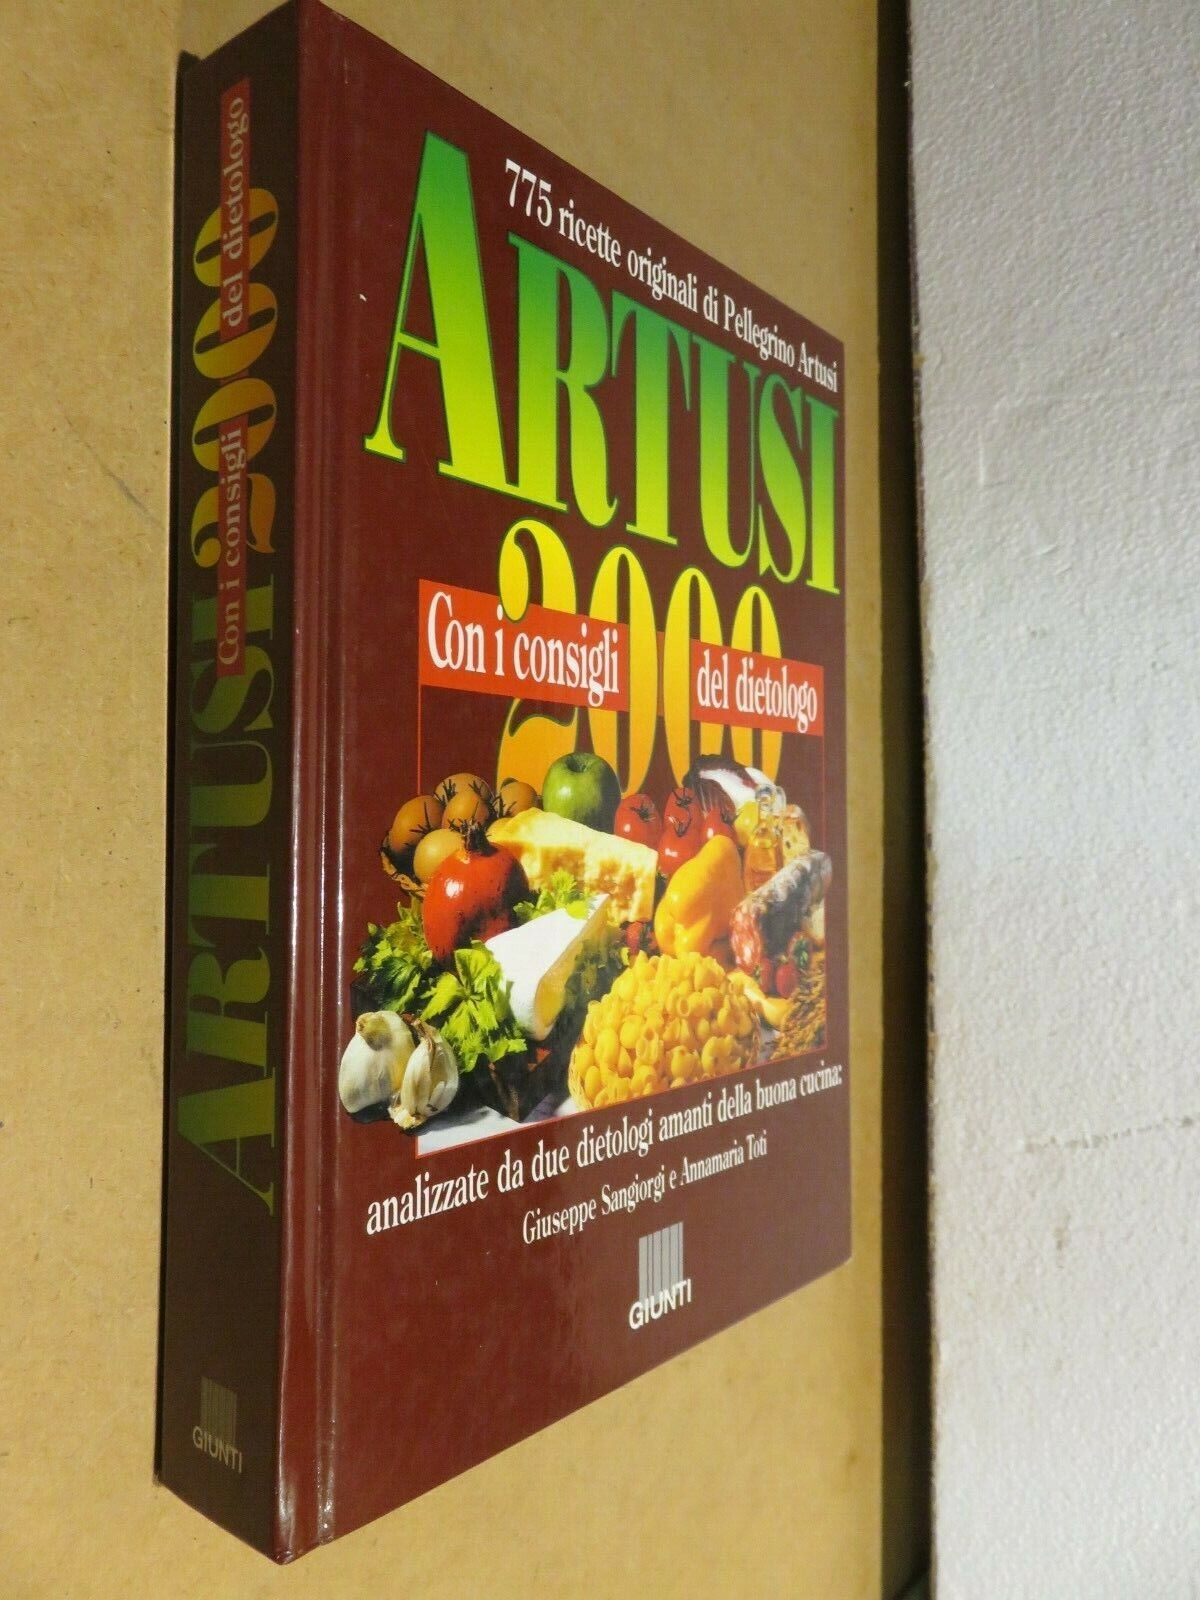 775 ricette originali di Pellegrino Artusi
ARTUSI
2000
Con i consigli del dietologo
analizzate da due dietologi amanti della buona cucina:
Giuseppe Sangiorgi e Annamaria Toti
GIUNTI
ARTUSI 2000
Con i consigli del dietologo
GIUNTI